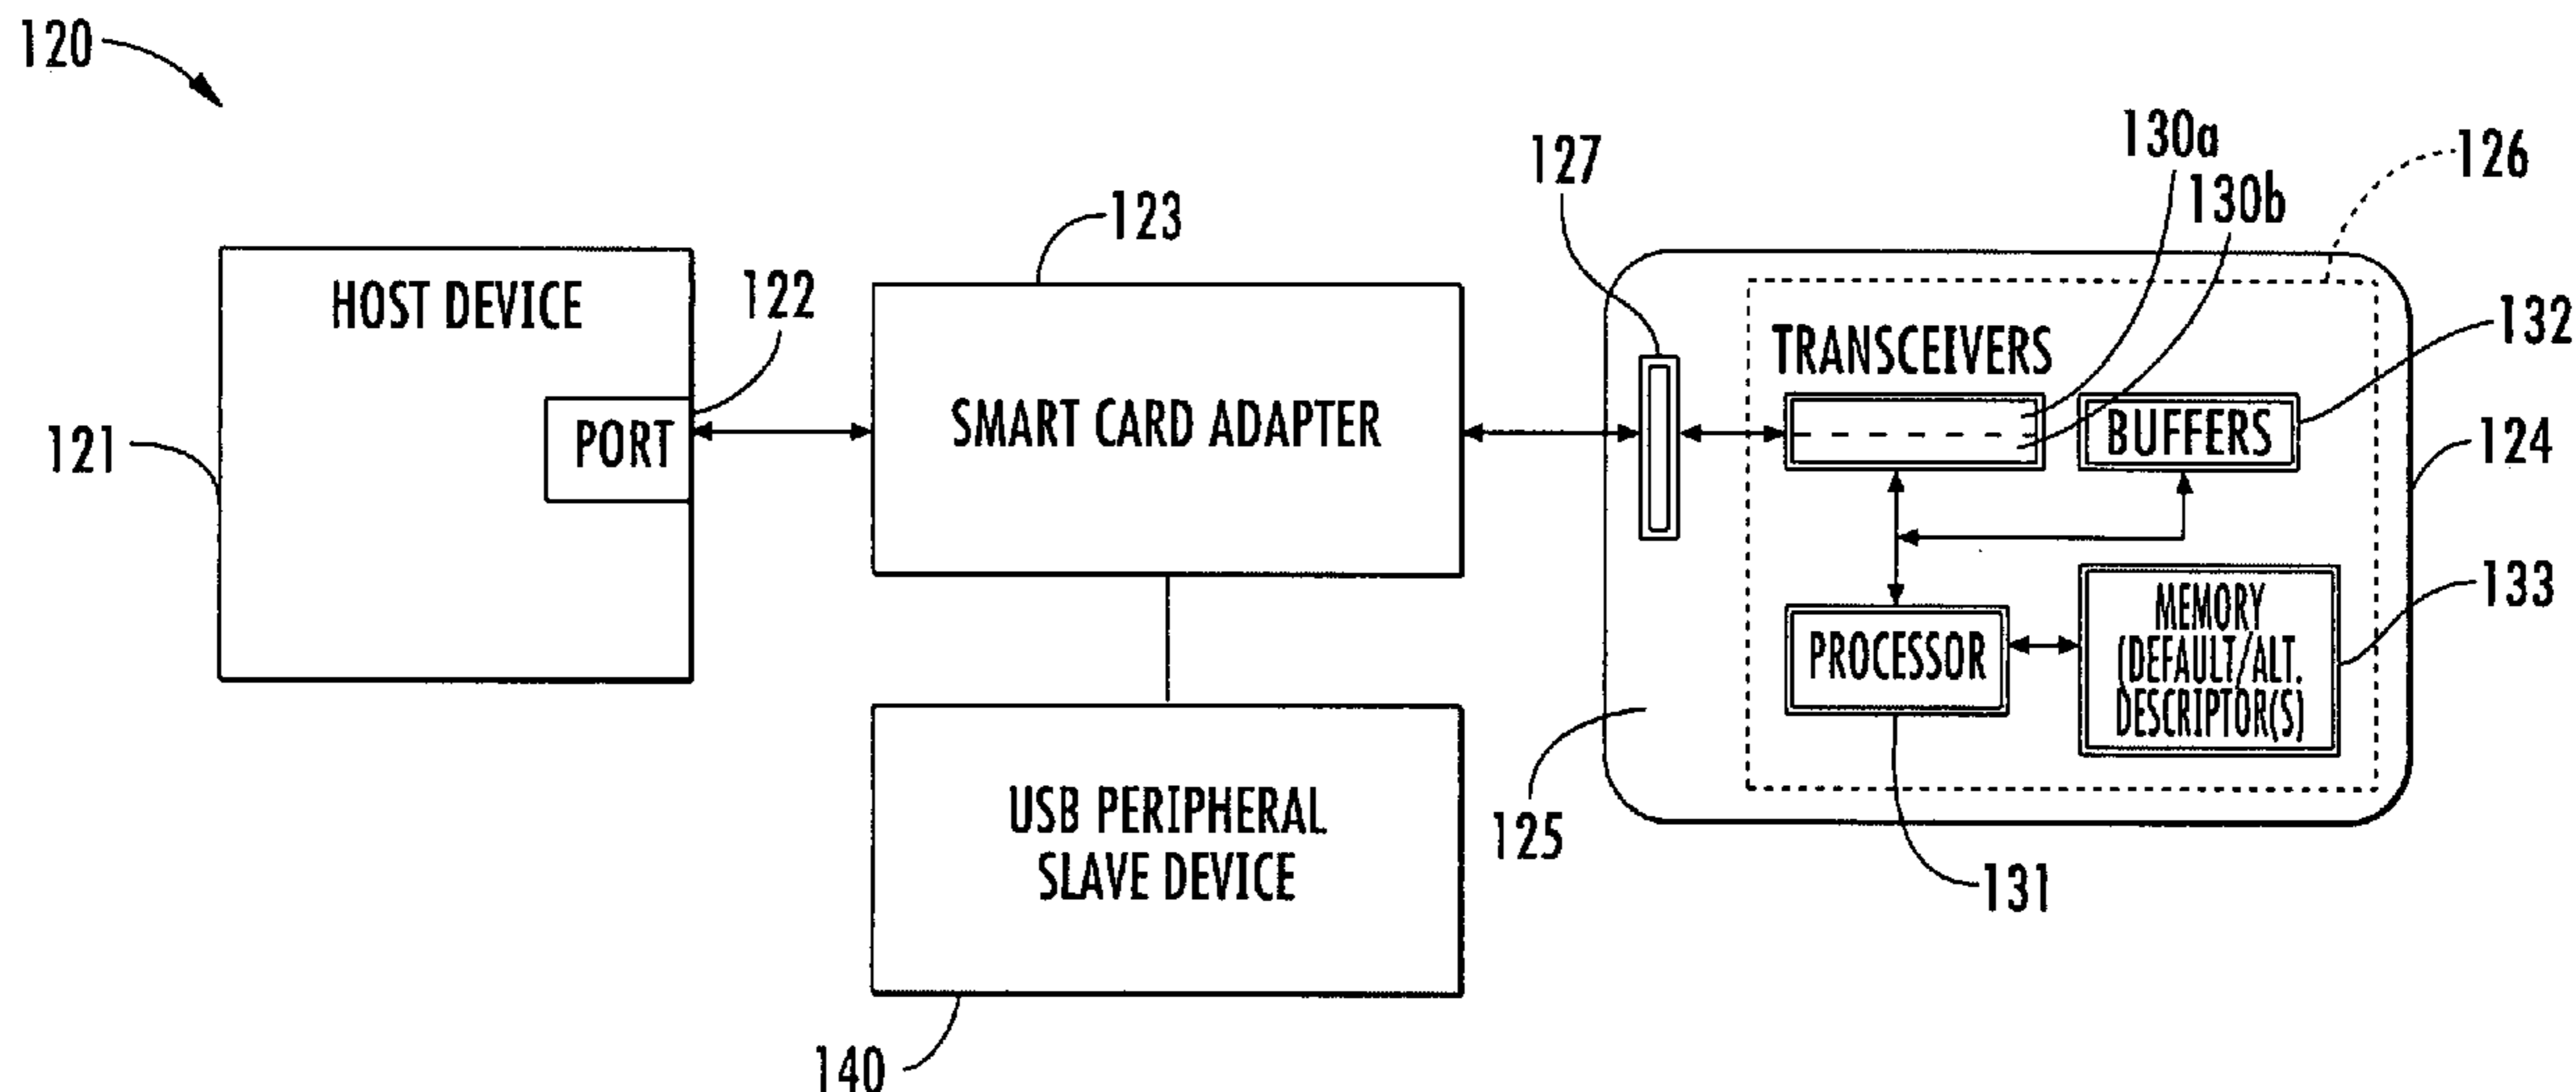 120
130a
130b
126
127
123
122
HOST DEVICE
TRANSCEIVERS
132
PORT
SMART CARD ADAPTER
BUFFERS
121
124
MEMORY
(DEFAULT/ALT.
DESCRIPTOR(S)
133
PROCESSOR
USB PERIPHERAL
SLAVE DEVICE
125
131
140